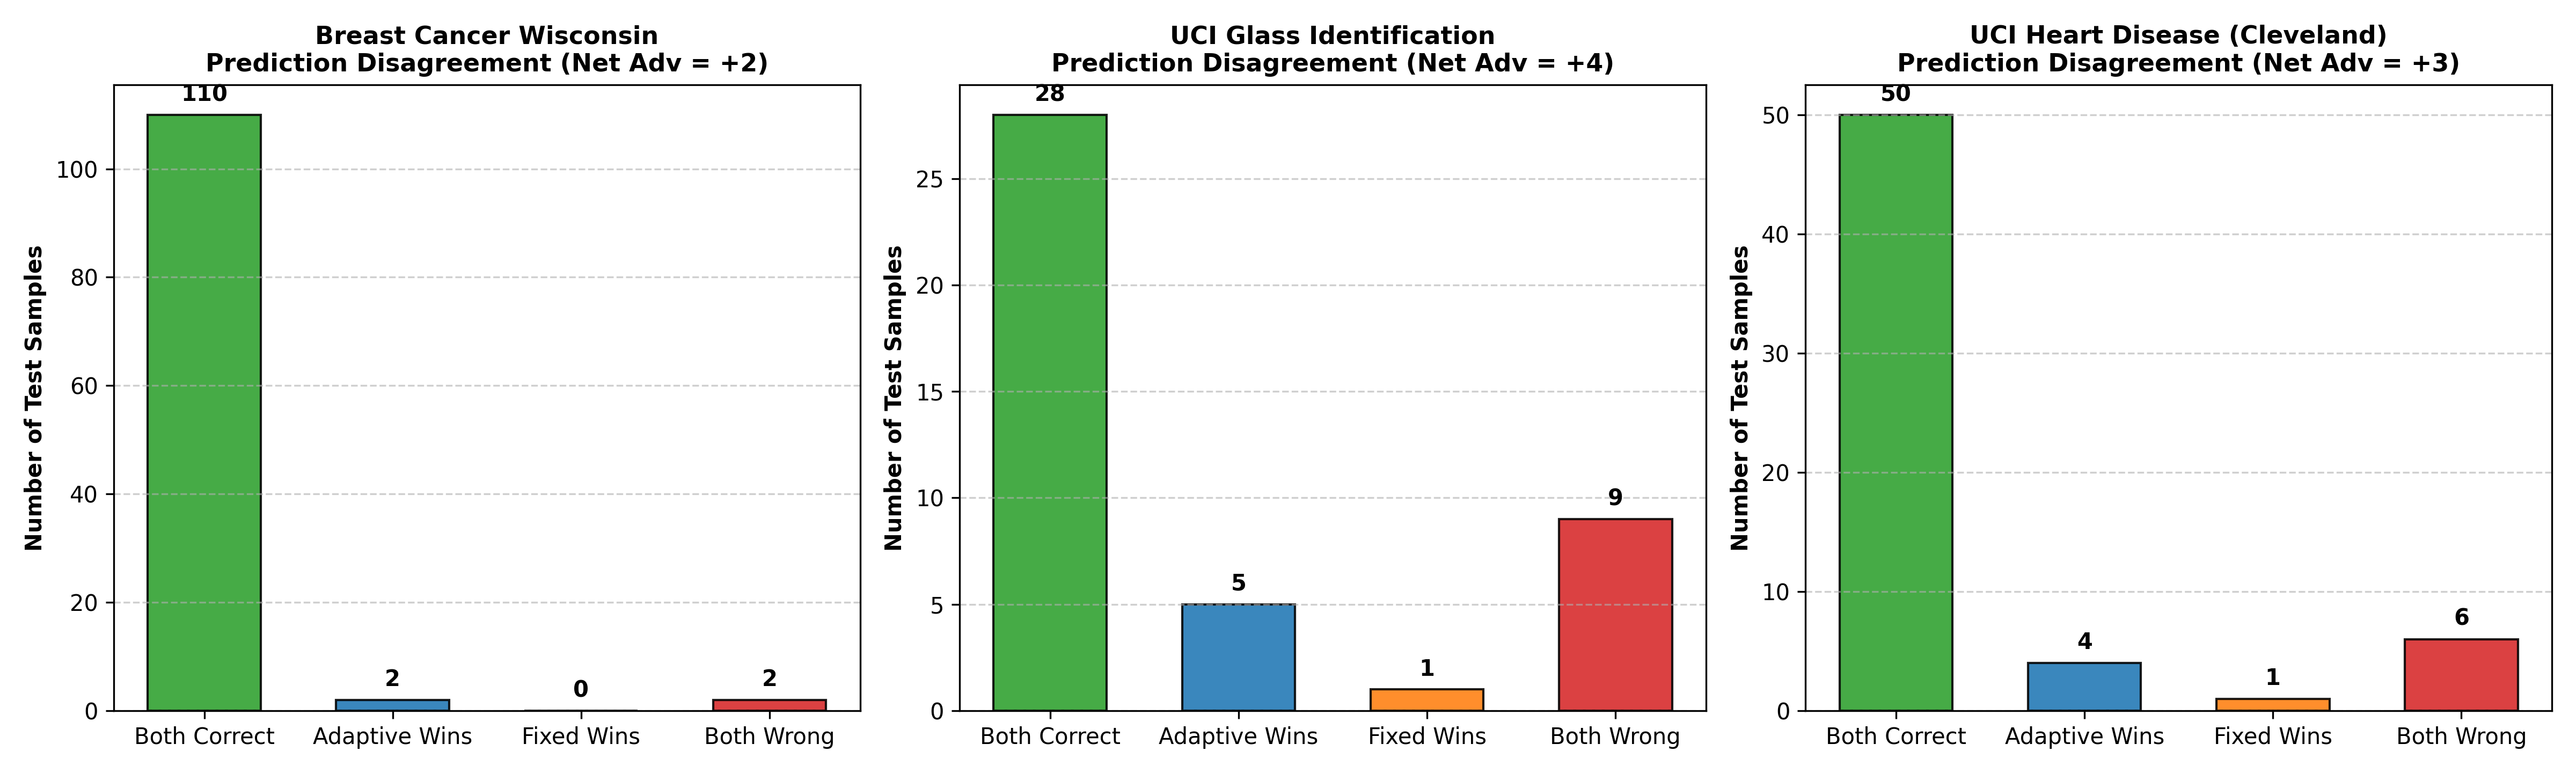 Breast Cancer Wisconsin
Prediction Disagreement (Net Adv = +2)
Number of Test Samples
100
80
60
40
20
0
110
2
0
2
Both Correct
Adaptive Wins
Fixed Wins
Both Wrong
UCI Glass Identification
Prediction Disagreement (Net Adv = +4)
Number of Test Samples
25
20
15
10
5
0
28
5
1
9
Both Correct
Adaptive Wins
Fixed Wins
Both Wrong
UCI Heart Disease (Cleveland)
Prediction Disagreement (Net Adv = +3)
Number of Test Samples
50
40
30
20
10
0
50
4
1
6
Both Correct
Adaptive Wins
Fixed Wins
Both Wrong